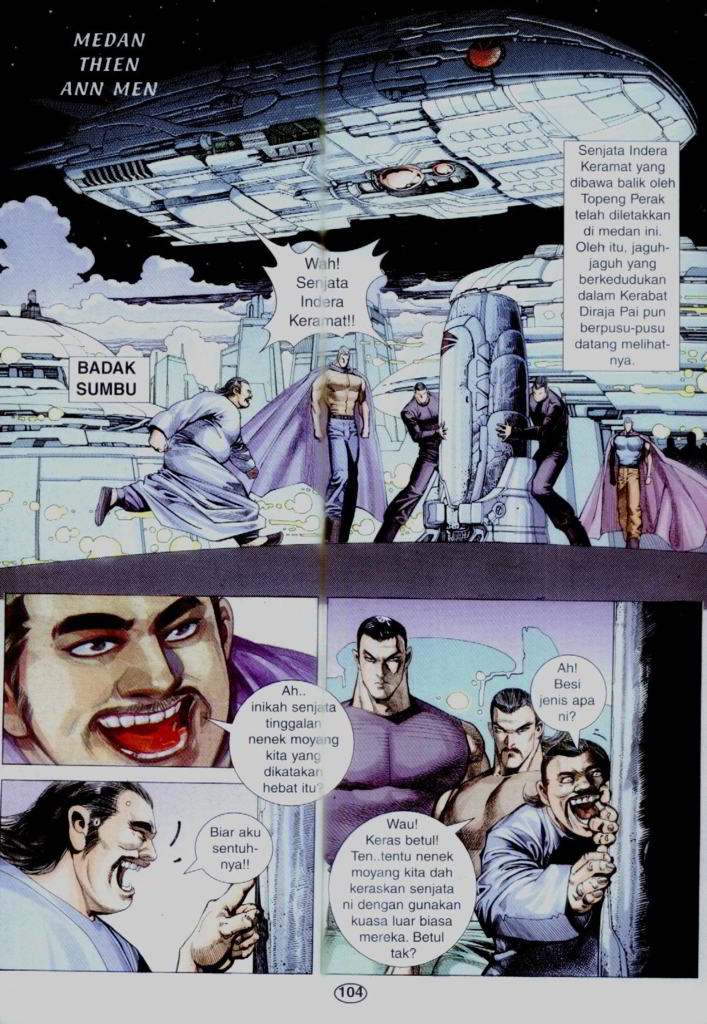 MEDAN
THIEN
ANN MEN
Senjata Indera
Keramat yang
dibawa balik oleh
Topeng Perak
telah diletakkan
di medan ini.
Oleh itu, jaguh-
jaguh yang
berkedudukan
dalam Kerabat
Diraja Pai pun
berpusu-pusu
datang melihat-
nya.
Wah!
Senjata
Indera
Keramat!!
BADAK
SUMBU
Ah..
inikah senjata
tinggalan
nenek moyang
kita yang
dikatakan
hebat itu?
Biar aku
sentuh-
nya!!
Ah!
Besi
jenis apa
ni?
Wau!
Keras betul!
Ten..tentu nenek
moyang kita dah
keraskan senjata
ni dengan gunakan
kuasa luar biasa
mereka. Betul
tak?
104